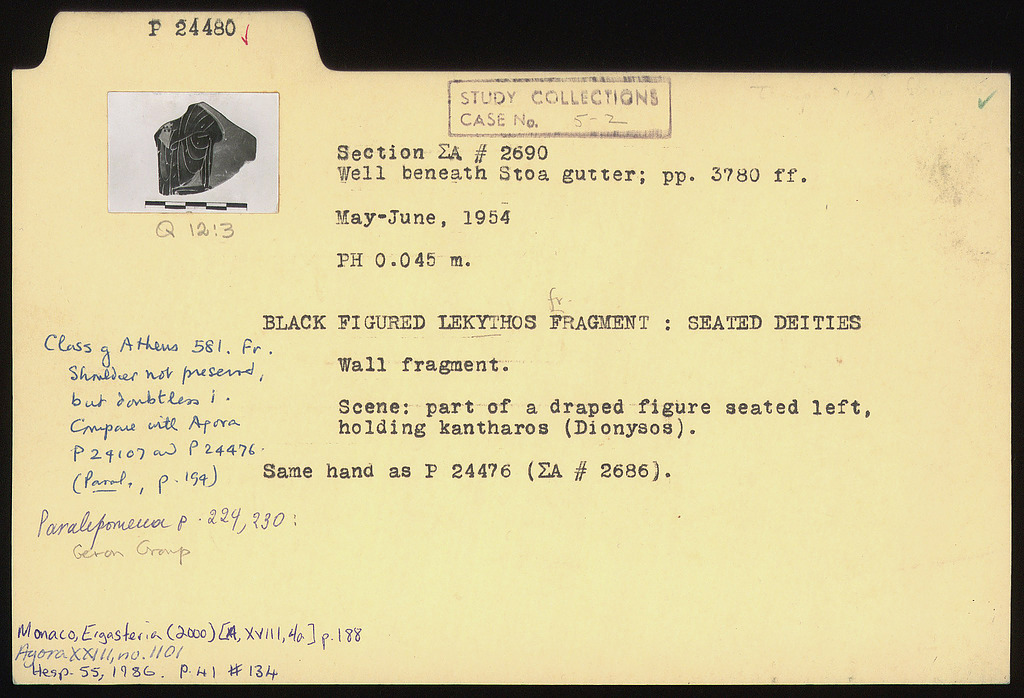 P 24480 ✓
STUDY COLLECTIONS
CASE No. 5-2
Section ΣA # 2690
Well beneath Stoa gutter; pp. 3780 ff.
Q 12:3
May-June, 1954
PH 0.045 m.
fr.
BLACK FIGURED LEKYTHOS FRAGMENT : SEATED DEITIES
Wall fragment.
Scene: part of a draped figure seated left,
holding kantharos (Dionysos).
Same hand as P 24476 (ΣA # 2686).
Class of Athens 581. Fr.
Shoulder not preserved,
but doubtless i.
Compare with Agora
P 24107 and P 24476.
(Paral., p. 194)
Paralipomena p. 224, 230:
Geron Group
Monaco, Ergasteria (2000) [A, XVIII, 4a] p. 188
Agora XXIII, no. 1101
Hesp. 55, 1986. p. 41 # 134